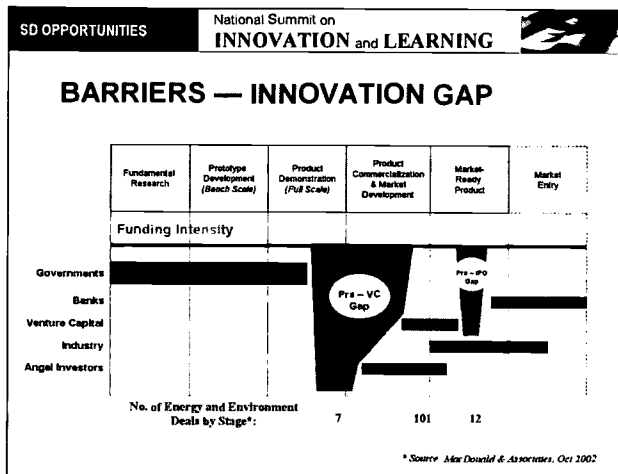 SD OPPORTUNITIES
National Summit on
INNOVATION and LEARNING
BARRIERS — INNOVATION GAP
Fundamental
Research
Prototype
Development
(Bench Scale)
Product
Demonstration
(Full Scale)
Product
Commercialization
& Market
Development
Market-
Ready
Product
Market
Entry
Funding Intensity
Governments
Banks
Venture Capital
Industry
Angel Investors
Pre – VC
Gap
Pre – IPO
Gap
No. of Energy and Environment
Deals by Stage*:
7 101 12
* Source MacDonald & Associates, Oct 2002